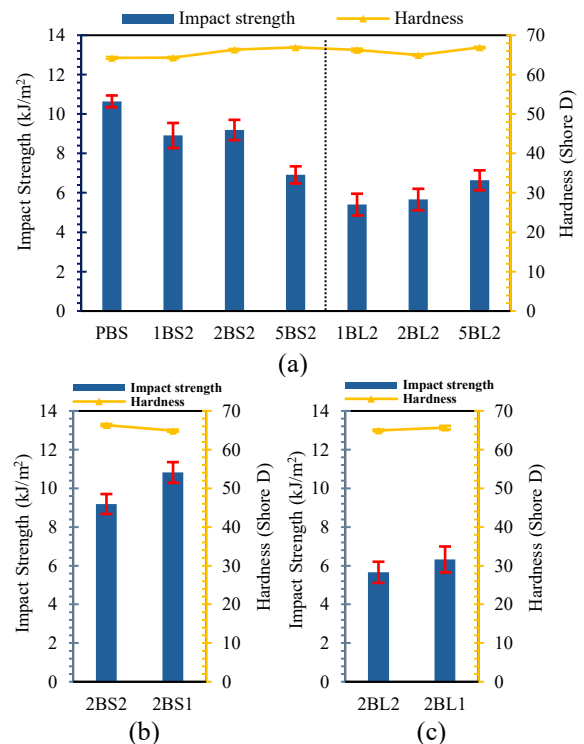 Impact strength Hardness
Impact Strength (kJ/m²)
14
12
10
8
6
4
2
0
70
60
50
40
30
20
10
0
Hardness (Shore D)
PBS 1BS2 2BS2 5BS2 1BL2 2BL2 5BL2
(a)
Impact strength
Hardness
Impact Strength (kJ/m²)
14
12
10
8
6
4
2
0
70
60
50
40
30
20
10
0
Hardness (Shore D)
2BS2 2BS1
(b)
Impact strength
Hardness
Impact Strength (kJ/m²)
14
12
10
8
6
4
2
0
70
60
50
40
30
20
10
0
Hardness (Shore D)
2BL2 2BL1
(c)